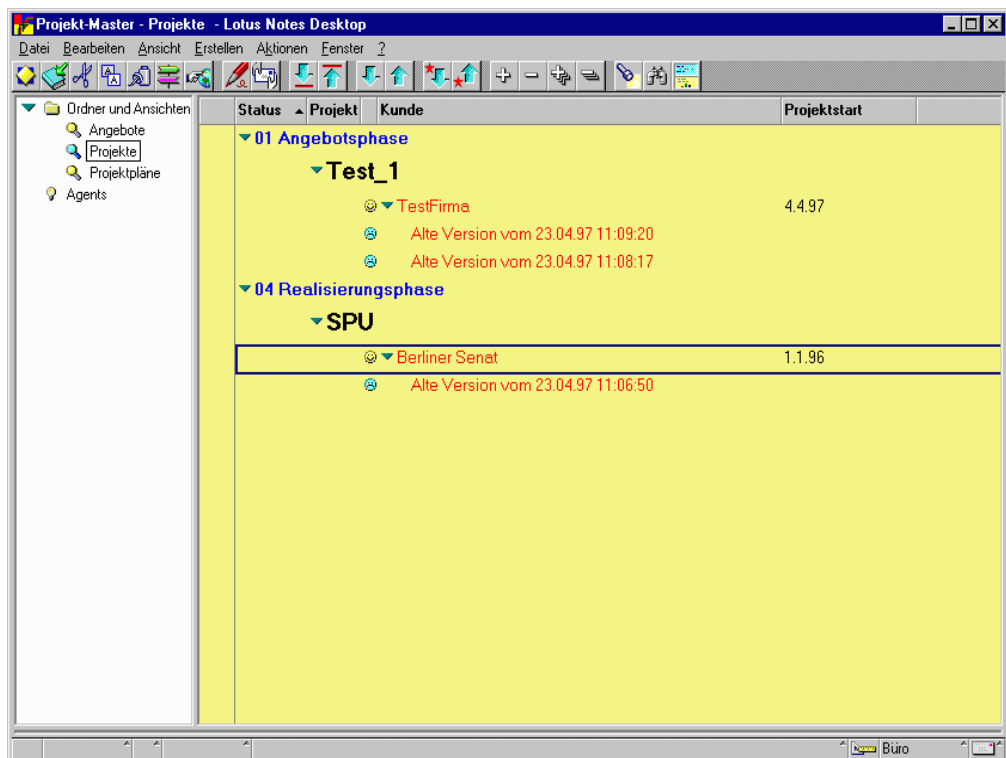 Projekt-Master - Projekte - Lotus Notes Desktop
Datei Bearbeiten Ansicht Erstellen Aktionen Fenster ?
Ordner und Ansichten
Angebote
Projekte
Projektpläne
Agents
Status Projekt Kunde Projektstart
01 Angebotsphase
Test_1
TestFirma 4.4.97
Alte Version vom 23.04.97 11:09:20
Alte Version vom 23.04.97 11:08:17
04 Realisierungsphase
SPU
Berliner Senat 1.1.96
Alte Version vom 23.04.97 11:06:50
Büro